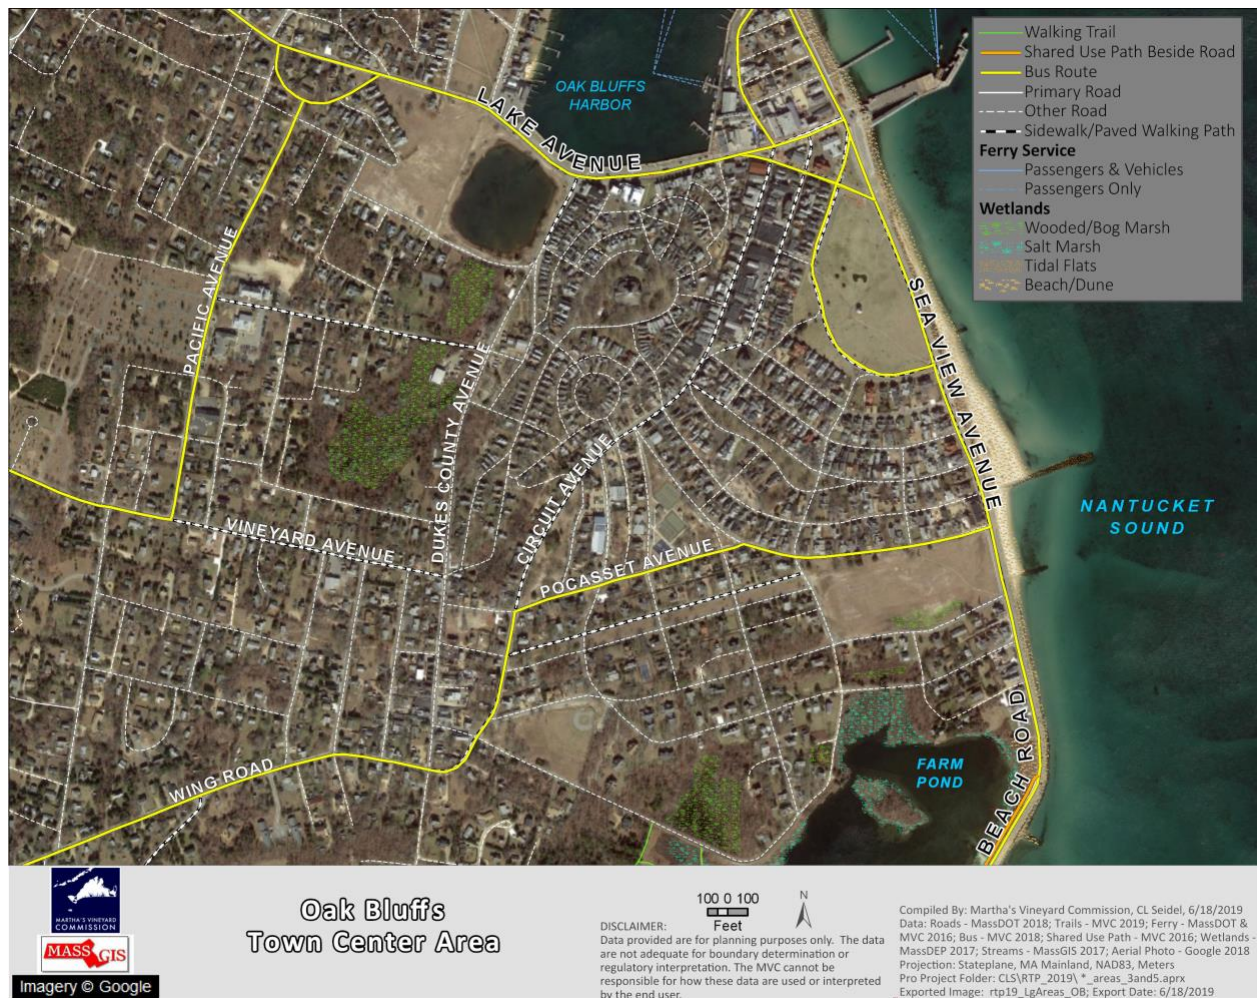 Walking Trail
Shared Use Path Beside Road
Bus Route
Primary Road
Other Road
Sidewalk/Paved Walking Path
Ferry Service
Passengers & Vehicles
Passengers Only
Wetlands
Wooded/Bog Marsh
Salt Marsh
Tidal Flats
Beach/Dune
OAK BLUFFS
HARBOR
LAKE AVENUE
PACIFIC AVENUE
SEA VIEW AVENUE
DUKES COUNTY AVENUE
CIRCUIT AVENUE
NANTUCKET
SOUND
VINEYARD AVENUE
POCASSET AVENUE
WING ROAD
FARM
POND
BEACH ROAD
MARTHA'S VINEYARD
COMMISSION
MASS GIS
Imagery © Google
Oak Bluffs
Town Center Area
100 0 100
Feet
N
DISCLAIMER:
Data provided are for planning purposes only. The data
are not adequate for boundary determination or
regulatory interpretation. The MVC cannot be
responsible for how these data are used or interpreted
by the end user.
Compiled By: Martha's Vineyard Commission, CL Seidel, 6/18/2019
Data: Roads - MassDOT 2018; Trails - MVC 2019; Ferry - MassDOT &
MVC 2016; Bus - MVC 2018; Shared Use Path - MVC 2016; Wetlands -
MassDEP 2017; Streams - MassGIS 2017; Aerial Photo - Google 2018
Projection: Stateplane, MA Mainland, NAD83, Meters
Pro Project Folder: CLS\RTP_2019\ *_areas_3and5.aprx
Exported Image: rtp19_LgAreas_OB; Export Date: 6/18/2019